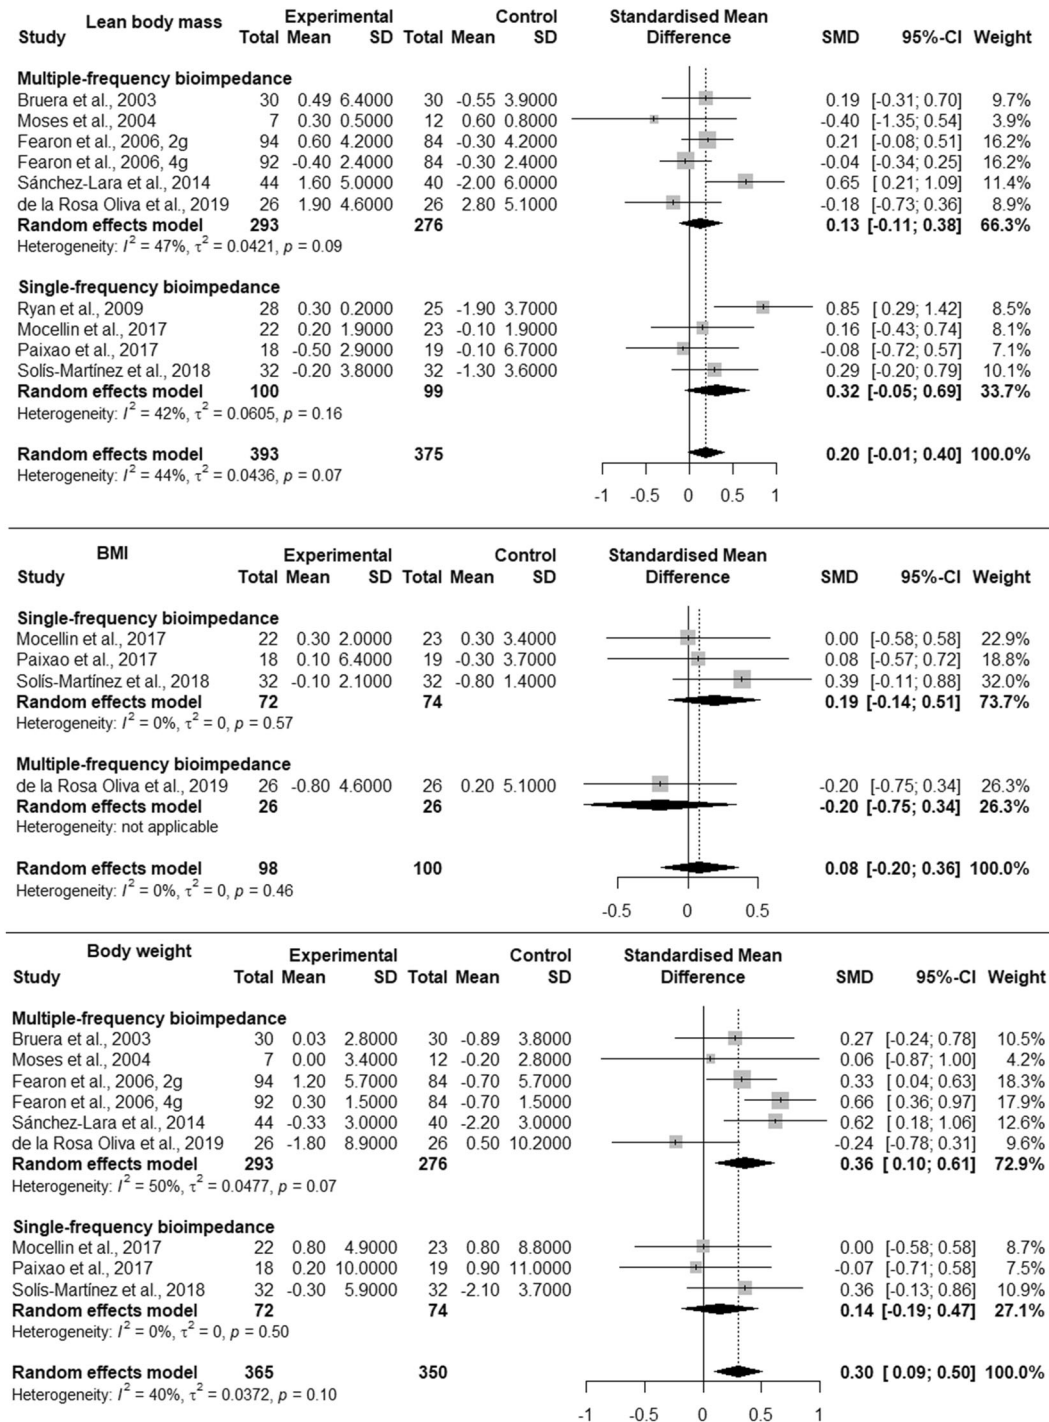 Lean body mass Experimental Control Standardised Mean
Study Total Mean SD Total Mean SD Difference SMD 95%-CI Weight
Multiple-frequency bioimpedance
Bruera et al., 2003 30 0.49 6.4000 30 -0.55 3.9000 0.19 [-0.31; 0.70] 9.7%
Moses et al., 2004 7 0.30 0.5000 12 0.60 0.8000 -0.40 [-1.35; 0.54] 3.9%
Fearon et al., 2006, 2g 94 0.60 4.2000 84 -0.30 4.2000 0.21 [-0.08; 0.51] 16.2%
Fearon et al., 2006, 4g 92 -0.40 2.4000 84 -0.30 2.4000 -0.04 [-0.34; 0.25] 16.2%
Sánchez-Lara et al., 2014 44 1.60 5.0000 40 -2.00 6.0000 0.65 [ 0.21; 1.09] 11.4%
de la Rosa Oliva et al., 2019 26 1.90 4.6000 26 2.80 5.1000 -0.18 [-0.73; 0.36] 8.9%
Random effects model 293 276 0.13 [-0.11; 0.38] 66.3%
Heterogeneity: I² = 47%, τ² = 0.0421, p = 0.09
Single-frequency bioimpedance
Ryan et al., 2009 28 0.30 0.2000 25 -1.90 3.7000 0.85 [ 0.29; 1.42] 8.5%
Mocellin et al., 2017 22 0.20 1.9000 23 -0.10 1.9000 0.16 [-0.43; 0.74] 8.1%
Paixao et al., 2017 18 -0.50 2.9000 19 -0.10 6.7000 -0.08 [-0.72; 0.57] 7.1%
Solís-Martínez et al., 2018 32 -0.20 3.8000 32 -1.30 3.6000 0.29 [-0.20; 0.79] 10.1%
Random effects model 100 99 0.32 [-0.05; 0.69] 33.7%
Heterogeneity: I² = 42%, τ² = 0.0605, p = 0.16
Random effects model 393 375 0.20 [-0.01; 0.40] 100.0%
Heterogeneity: I² = 44%, τ² = 0.0436, p = 0.07
-1 -0.5 0 0.5 1
BMI Experimental Control Standardised Mean
Study Total Mean SD Total Mean SD Difference SMD 95%-CI Weight
Single-frequency bioimpedance
Mocellin et al., 2017 22 0.30 2.0000 23 0.30 3.4000 0.00 [-0.58; 0.58] 22.9%
Paixao et al., 2017 18 0.10 6.4000 19 -0.30 3.7000 0.08 [-0.57; 0.72] 18.8%
Solís-Martínez et al., 2018 32 -0.10 2.1000 32 -0.80 1.4000 0.39 [-0.11; 0.88] 32.0%
Random effects model 72 74 0.19 [-0.14; 0.51] 73.7%
Heterogeneity: I² = 0%, τ² = 0, p = 0.57
Multiple-frequency bioimpedance
de la Rosa Oliva et al., 2019 26 -0.80 4.6000 26 0.20 5.1000 -0.20 [-0.75; 0.34] 26.3%
Random effects model 26 26 -0.20 [-0.75; 0.34] 26.3%
Heterogeneity: not applicable
Random effects model 98 100 0.08 [-0.20; 0.36] 100.0%
Heterogeneity: I² = 0%, τ² = 0, p = 0.46
-0.5 0 0.5
Body weight Experimental Control Standardised Mean
Study Total Mean SD Total Mean SD Difference SMD 95%-CI Weight
Multiple-frequency bioimpedance
Bruera et al., 2003 30 0.03 2.8000 30 -0.89 3.8000 0.27 [-0.24; 0.78] 10.5%
Moses et al., 2004 7 0.00 3.4000 12 -0.20 2.8000 0.06 [-0.87; 1.00] 4.2%
Fearon et al., 2006, 2g 94 1.20 5.7000 84 -0.70 5.7000 0.33 [ 0.04; 0.63] 18.3%
Fearon et al., 2006, 4g 92 0.30 1.5000 84 -0.70 1.5000 0.66 [ 0.36; 0.97] 17.9%
Sánchez-Lara et al., 2014 44 -0.33 3.0000 40 -2.20 3.0000 0.62 [ 0.18; 1.06] 12.6%
de la Rosa Oliva et al., 2019 26 -1.80 8.9000 26 0.50 10.2000 -0.24 [-0.78; 0.31] 9.6%
Random effects model 293 276 0.36 [ 0.10; 0.61] 72.9%
Heterogeneity: I² = 50%, τ² = 0.0477, p = 0.07
Single-frequency bioimpedance
Mocellin et al., 2017 22 0.80 4.9000 23 0.80 8.8000 0.00 [-0.58; 0.58] 8.7%
Paixao et al., 2017 18 0.20 10.0000 19 0.90 11.0000 -0.07 [-0.71; 0.58] 7.5%
Solís-Martínez et al., 2018 32 -0.30 5.9000 32 -2.10 3.7000 0.36 [-0.13; 0.86] 10.9%
Random effects model 72 74 0.14 [-0.19; 0.47] 27.1%
Heterogeneity: I² = 0%, τ² = 0, p = 0.50
Random effects model 365 350 0.30 [ 0.09; 0.50] 100.0%
Heterogeneity: I² = 40%, τ² = 0.0372, p = 0.10
-1 -0.5 0 0.5 1